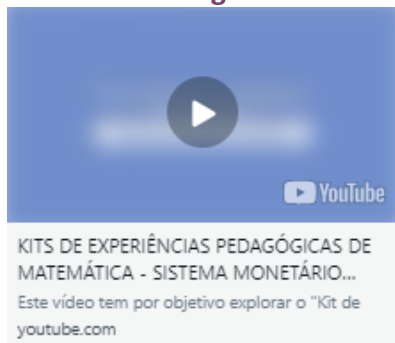 YouTube
KITS DE EXPERIÊNCIAS PEDAGÓGICAS DE
MATEMÁTICA - SISTEMA MONETÁRIO...
Este vídeo tem por objetivo explorar o "Kit de
youtube.com